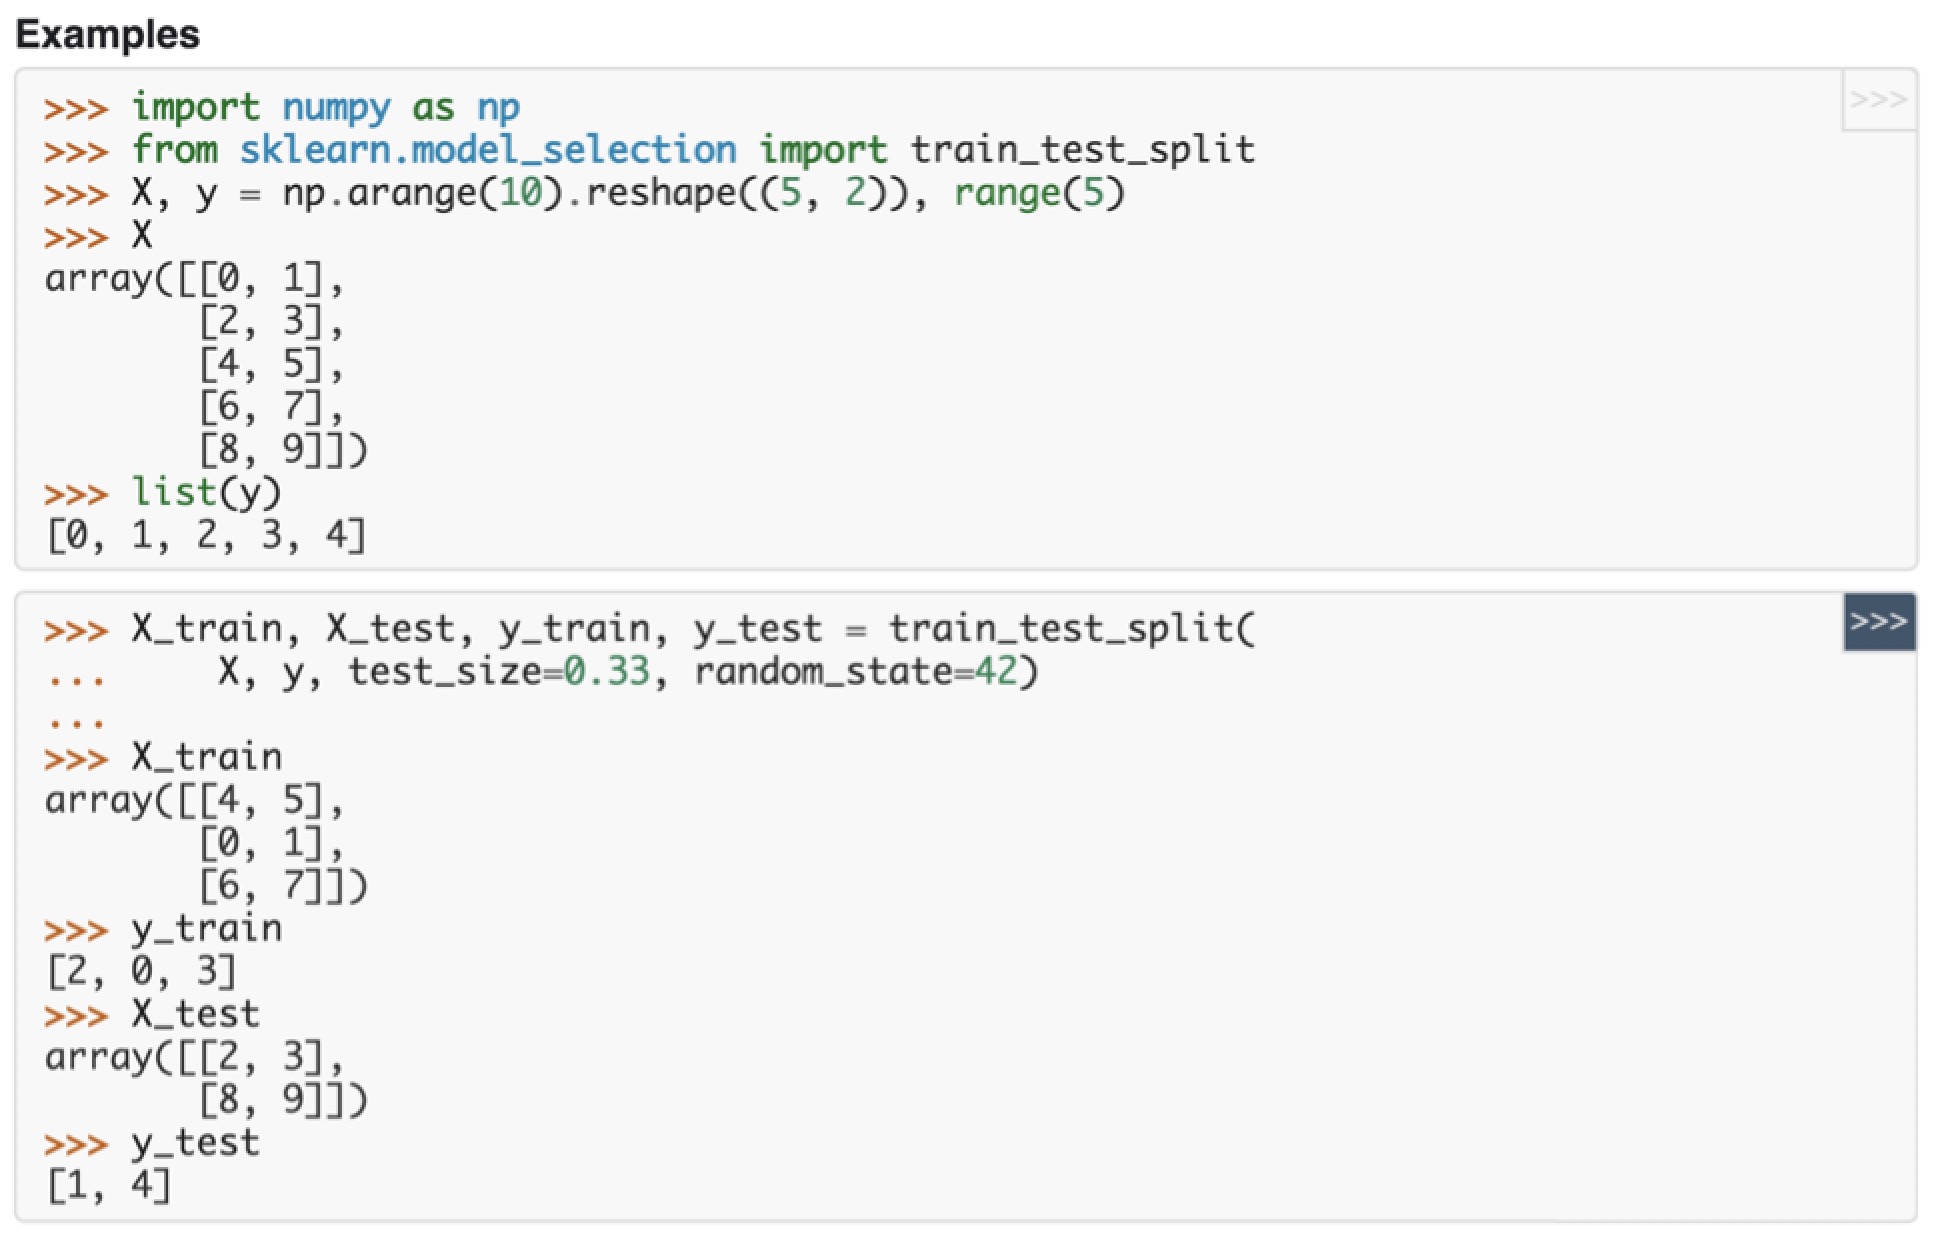 Examples
>>> import numpy as np
>>>
>>> from sklearn.model_selection import train_test_split
>>> X, y = np.arange(10).reshape((5, 2)), range(5)
>>> X
array([[0, 1],
       [2, 3],
       [4, 5],
       [6, 7],
       [8, 9]])
>>> list(y)
[0, 1, 2, 3, 4]
>>> X_train, X_test, y_train, y_test = train_test_split(
>>>
...     X, y, test_size=0.33, random_state=42)
...
>>> X_train
array([[4, 5],
       [0, 1],
       [6, 7]])
>>> y_train
[2, 0, 3]
>>> X_test
array([[2, 3],
       [8, 9]])
>>> y_test
[1, 4]